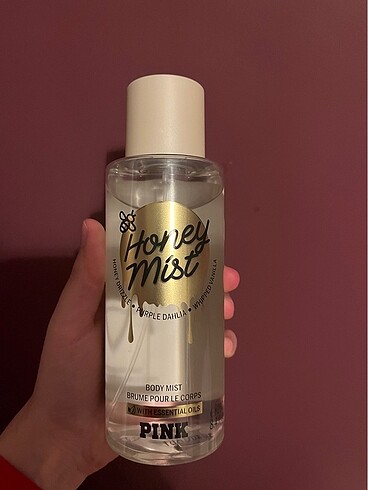 Honey
Mist
HONEY DRIZZLE • PURPLE DAHLIA • WHIPPED VANILLA
BODY MIST
BRUME POUR LE CORPS
WITH ESSENTIAL OILS
PINK